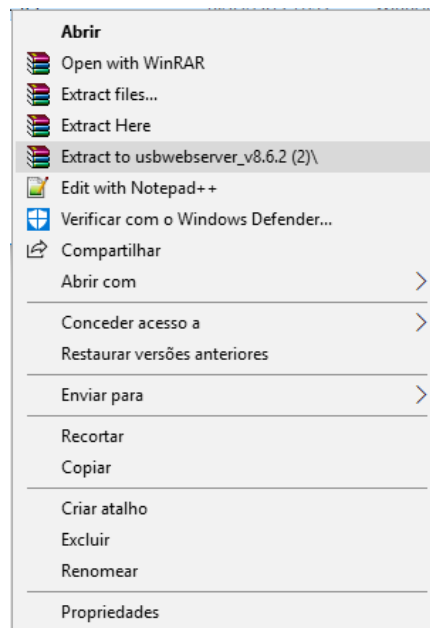 Abrir
Open with WinRAR
Extract files...
Extract Here
Extract to usbwebserver_v8.6.2 (2)\
Edit with Notepad++
Verificar com o Windows Defender...
Compartilhar
Abrir com
Conceder acesso a
Restaurar versões anteriores
Enviar para
Recortar
Copiar
Criar atalho
Excluir
Renomear
Propriedades